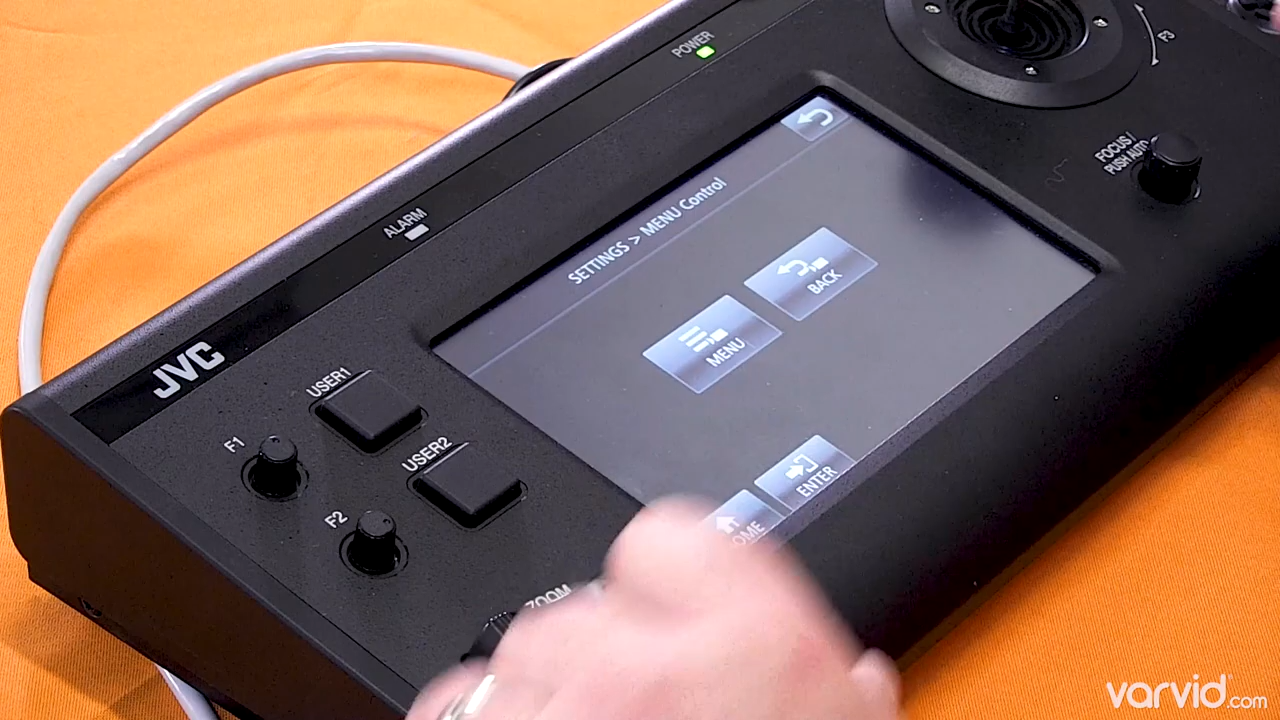 POWER
F3
FOCUS/
PUSH AUTO
ALARM
SETTINGS > MENU Control
BACK
MENU
JVC
USER1
F1
USER2
ENTER
F2
HOME
ZOOM
varvid.com